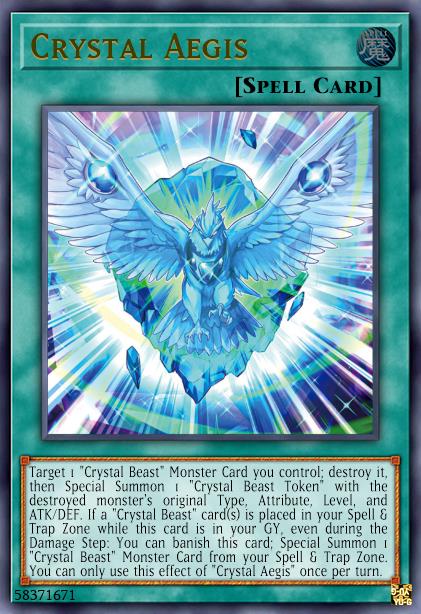 CRYSTAL AEGIS
魔
[SPELL CARD]
Target 1 "Crystal Beast" Monster Card you control; destroy it,
then Special Summon 1 "Crystal Beast Token" with the
destroyed monster's original Type, Attribute, Level, and
ATK/DEF. If a "Crystal Beast" card(s) is placed in your Spell &
Trap Zone while this card is in your GY, even during the
Damage Step: You can banish this card; Special Summon 1
"Crystal Beast" Monster Card from your Spell & Trap Zone.
You can only use this effect of "Crystal Aegis" once per turn.
58371671